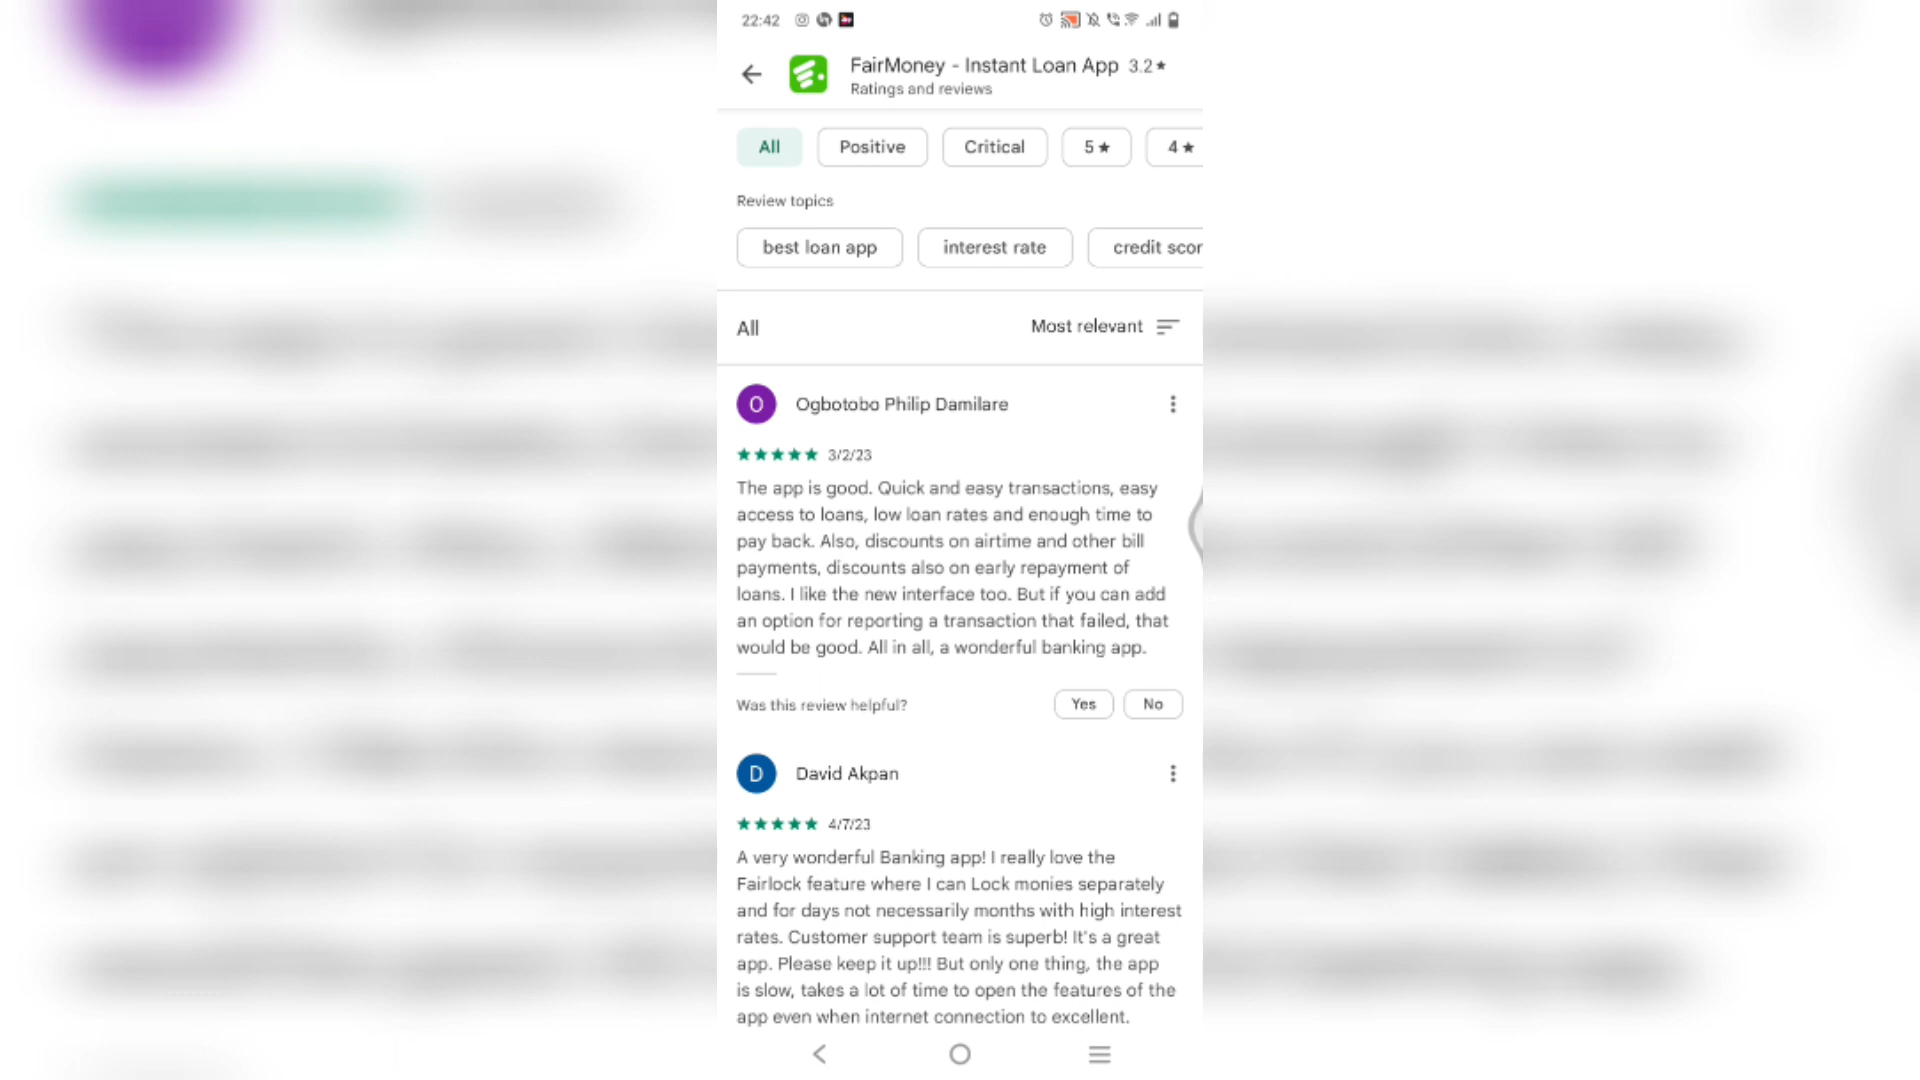 22:42
FairMoney - Instant Loan App 3.2★
Ratings and reviews
All Positive Critical 5★ 4★
Review topics
best loan app interest rate credit scor
All Most relevant
O Ogbotobo Philip Damilare
★★★★★ 3/2/23
The app is good. Quick and easy transactions, easy
access to loans, low loan rates and enough time to
pay back. Also, discounts on airtime and other bill
payments, discounts also on early repayment of
loans. I like the new interface too. But if you can add
an option for reporting a transaction that failed, that
would be good. All in all, a wonderful banking app.
Was this review helpful? Yes No
D David Akpan
★★★★★ 4/7/23
A very wonderful Banking app! I really love the
Fairlock feature where I can Lock monies separately
and for days not necessarily months with high interest
rates. Customer support team is superb! It's a great
app. Please keep it up!!! But only one thing, the app
is slow, takes a lot of time to open the features of the
app even when internet connection to excellent.